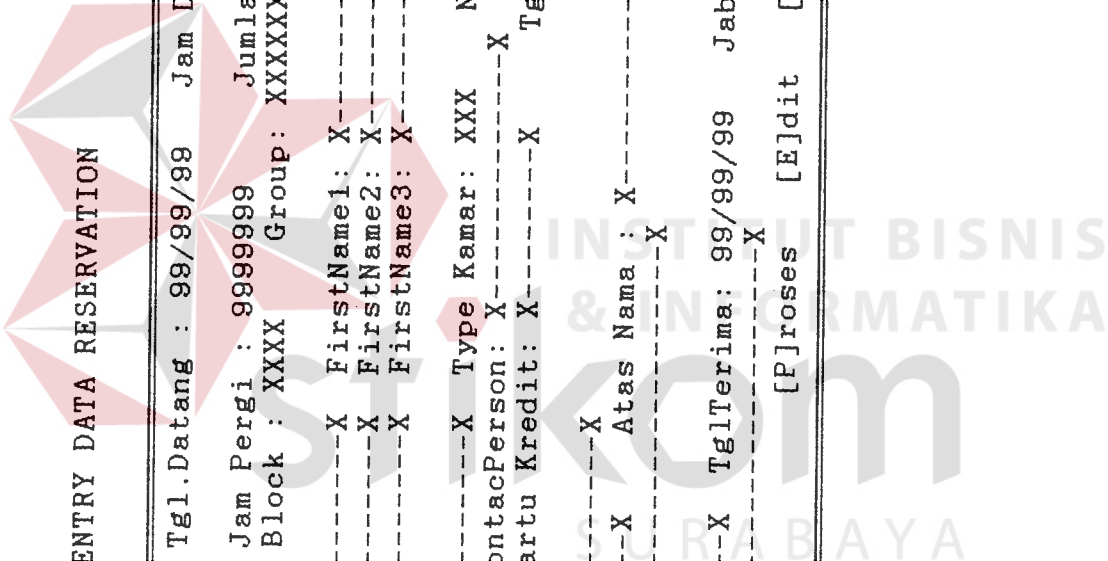 ENTRY DATA RESERVATION
Tgl.Datang : 99/99/99 Jam D
Jam Pergi : 9999999 Jumla
Block : XXXX Group: XXXXXX
------X FirstName1: X--------
------X FirstName2: X--------
------X FirstName3: X--------
--------X Type Kamar: XXX N
ontacPerson: X--------------X
artu Kredit: X--------X Tg
-------X
---X Atas Nama : X-------------
----------------X
--X TglTerima: 99/99/99 Jab
----------------X
[P]roses [E]dit [
INSTITUT BISNIS
& INFORMATIKA
stikom
SURABAYA